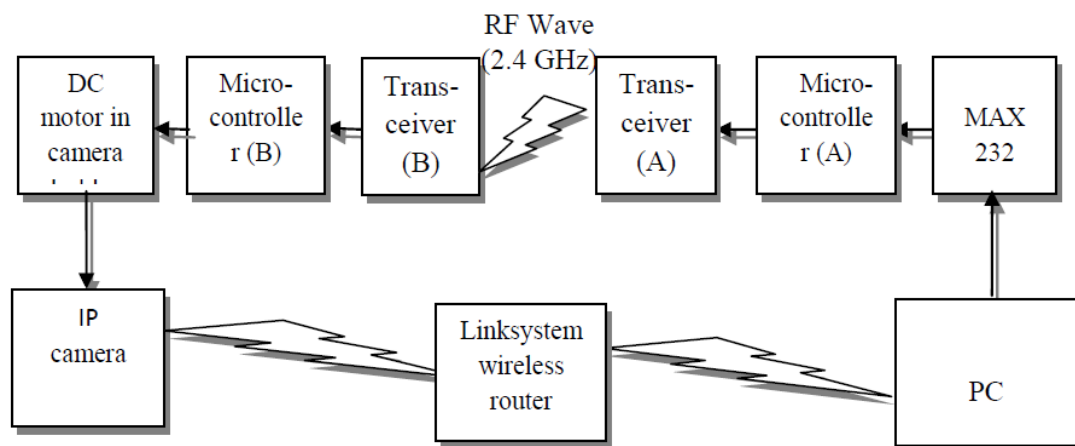 RF Wave
(2.4 GHz)
DC
motor in
camera
Micro-
controlle
r (B)
Trans-
ceiver
(B)
Trans-
ceiver
(A)
Micro-
controlle
r (A)
MAX
232
IP
camera
Linksystem
wireless
router
PC